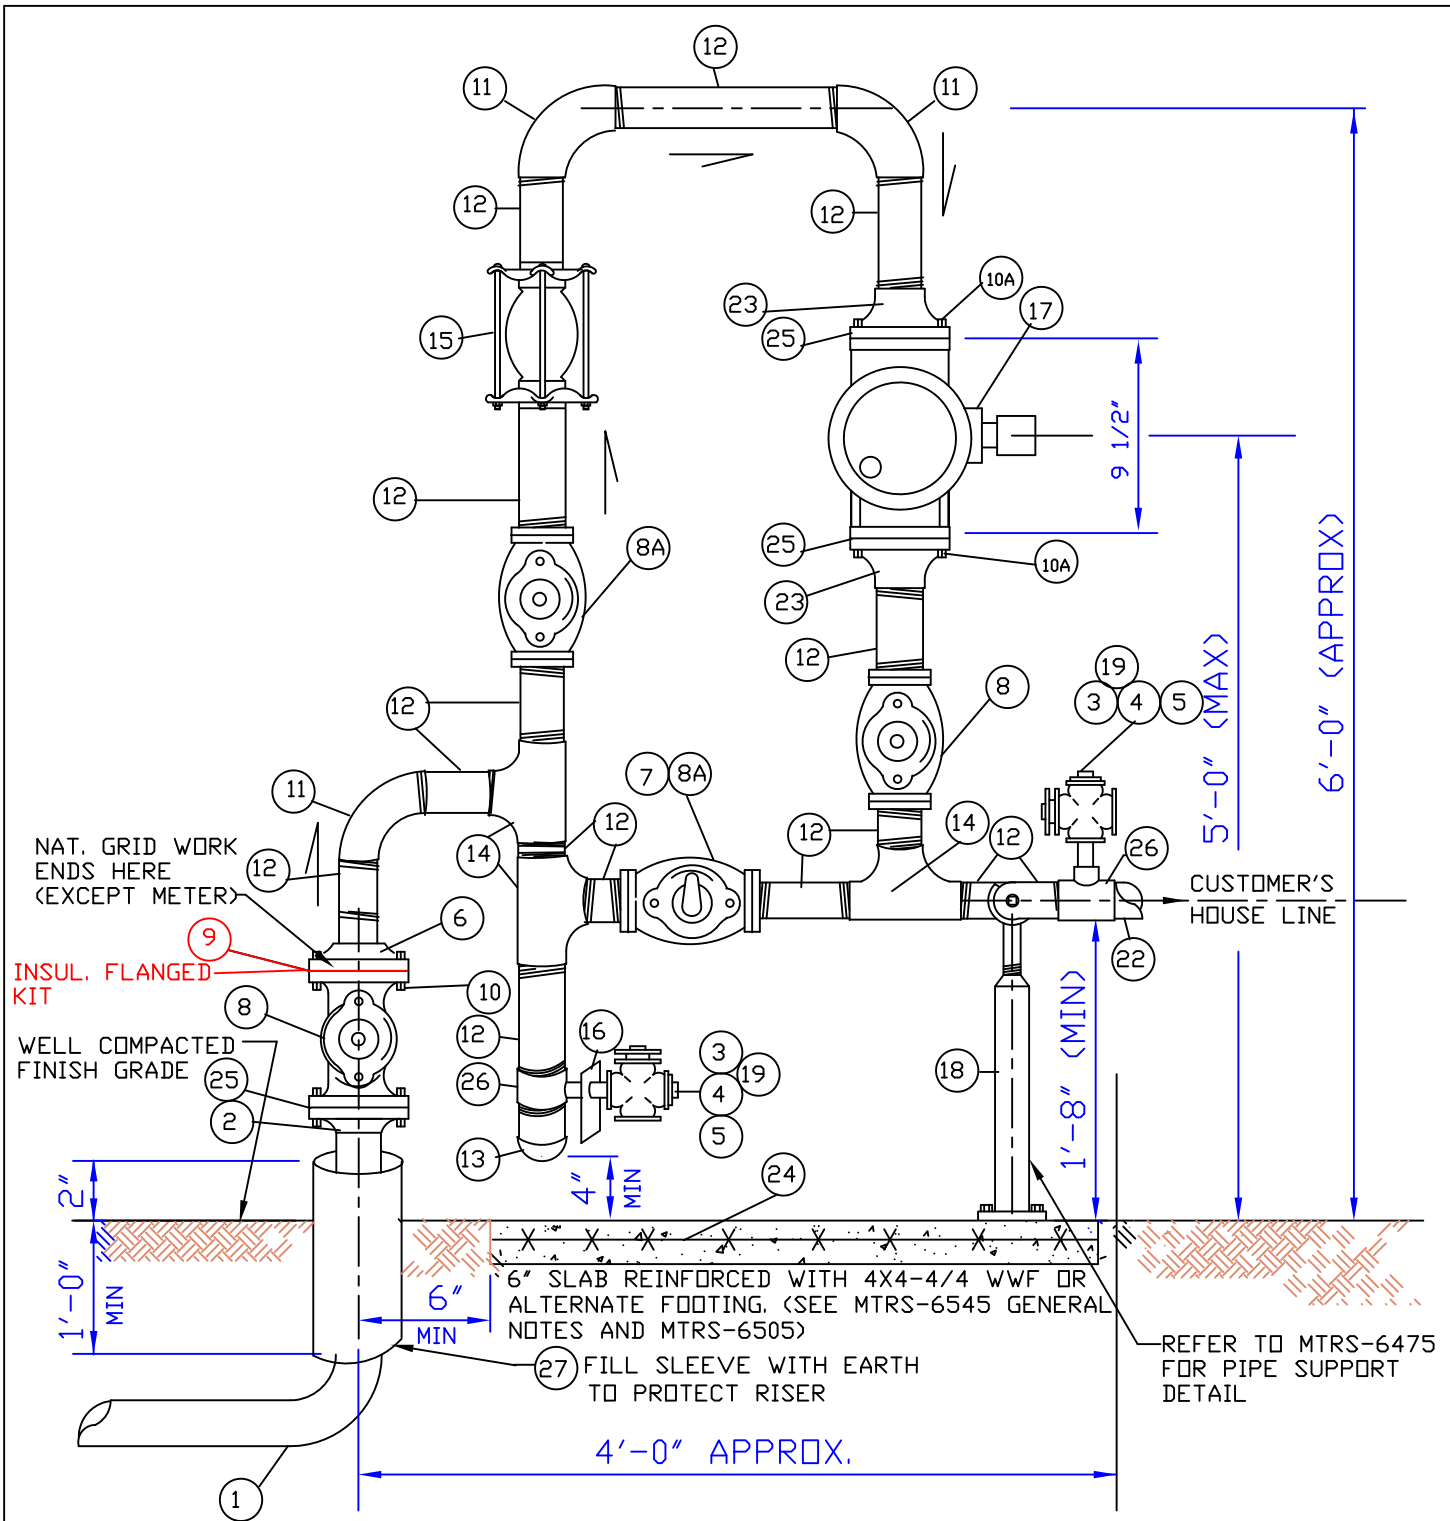 12
11
11
12
12
10A
23
17
15
25
9 1/2"
12
8A
25
10A
23
6'-0" (APPROX)
5'-0" (MAX)
12
19
3 4 5
8
12
7 8A
11
12
12
14
12
26
14
NAT. GRID WORK
ENDS HERE
(EXCEPT METER)
12
CUSTOMER'S
HOUSE LINE
6
9
INSUL. FLANGED
KIT
22
10
8
12
16
1'-8" (MIN)
WELL COMPACTED
FINISH GRADE
25
26
3
19
4
5
18
2
13
2"
4"
MIN
24
1'-0"
MIN
6"
MIN
6" SLAB REINFORCED WITH 4X4-4/4 WWF OR
ALTERNATE FOOTING. (SEE MTRS-6545 GENERAL
NOTES AND MTRS-6505)
27 FILL SLEEVE WITH EARTH
TO PROTECT RISER
REFER TO MTRS-6475
FOR PIPE SUPPORT
DETAIL
4'-0" APPROX.
1